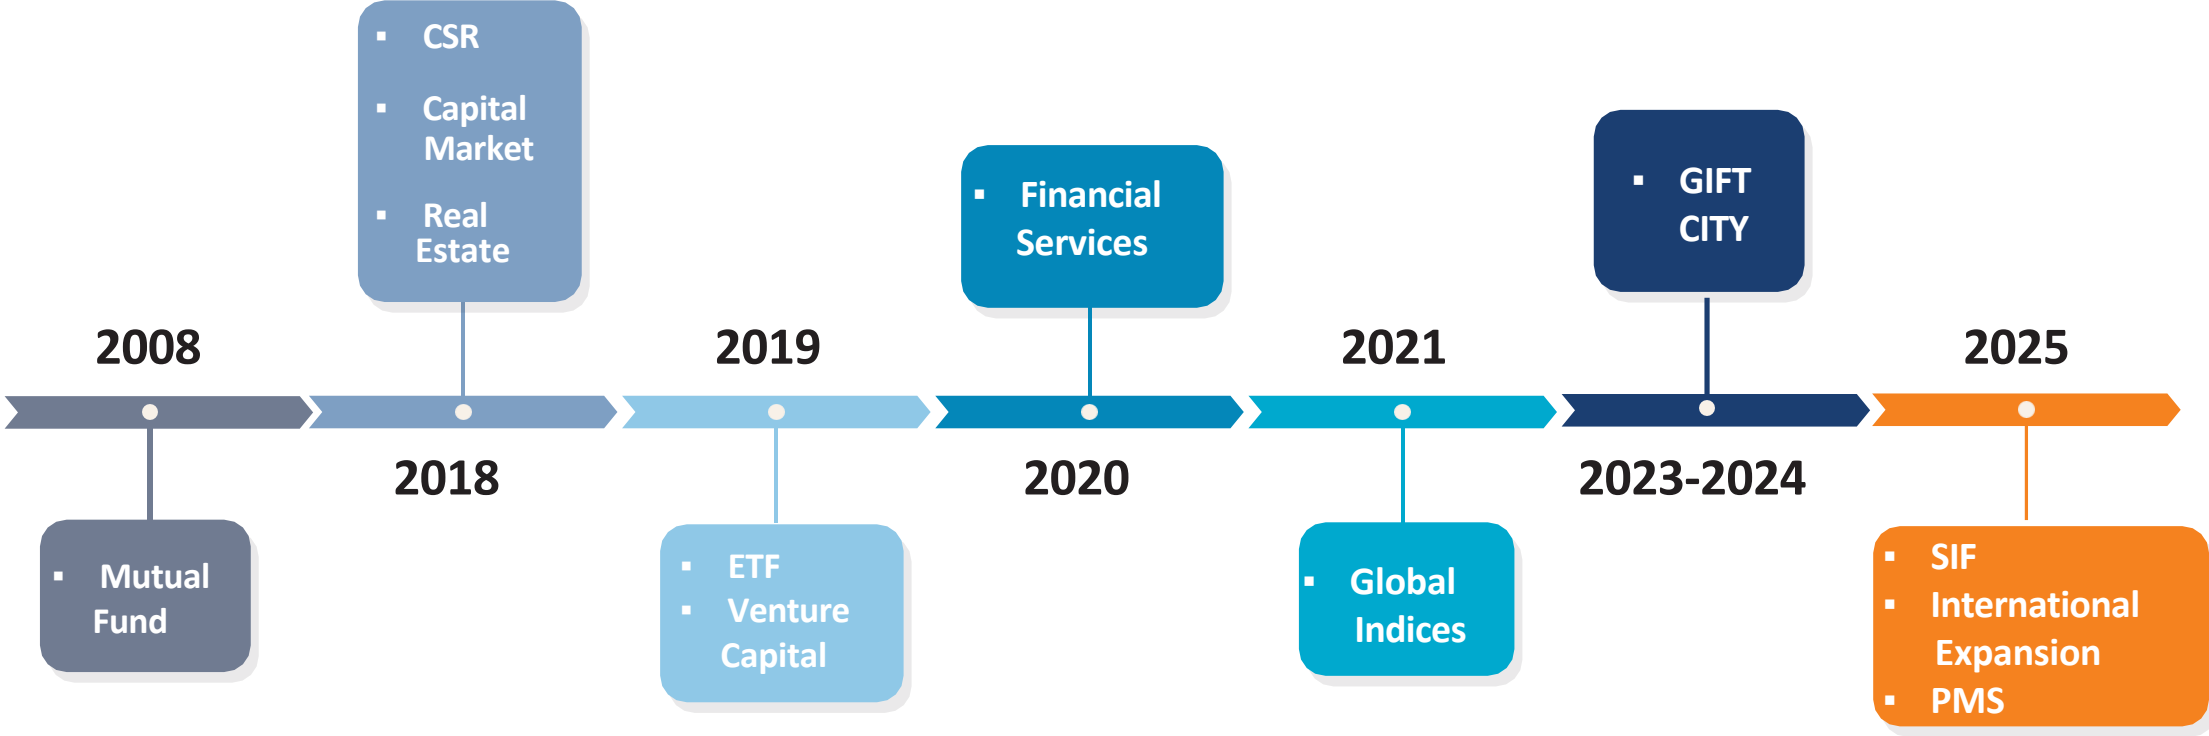 CSR
Capital
Market
Real
Estate
Financial
Services
GIFT
CITY
2008
2019
2021
2025
2018
2020
2023-2024
Mutual
Fund
ETF
Venture
Capital
Global
Indices
SIF
International
Expansion
PMS